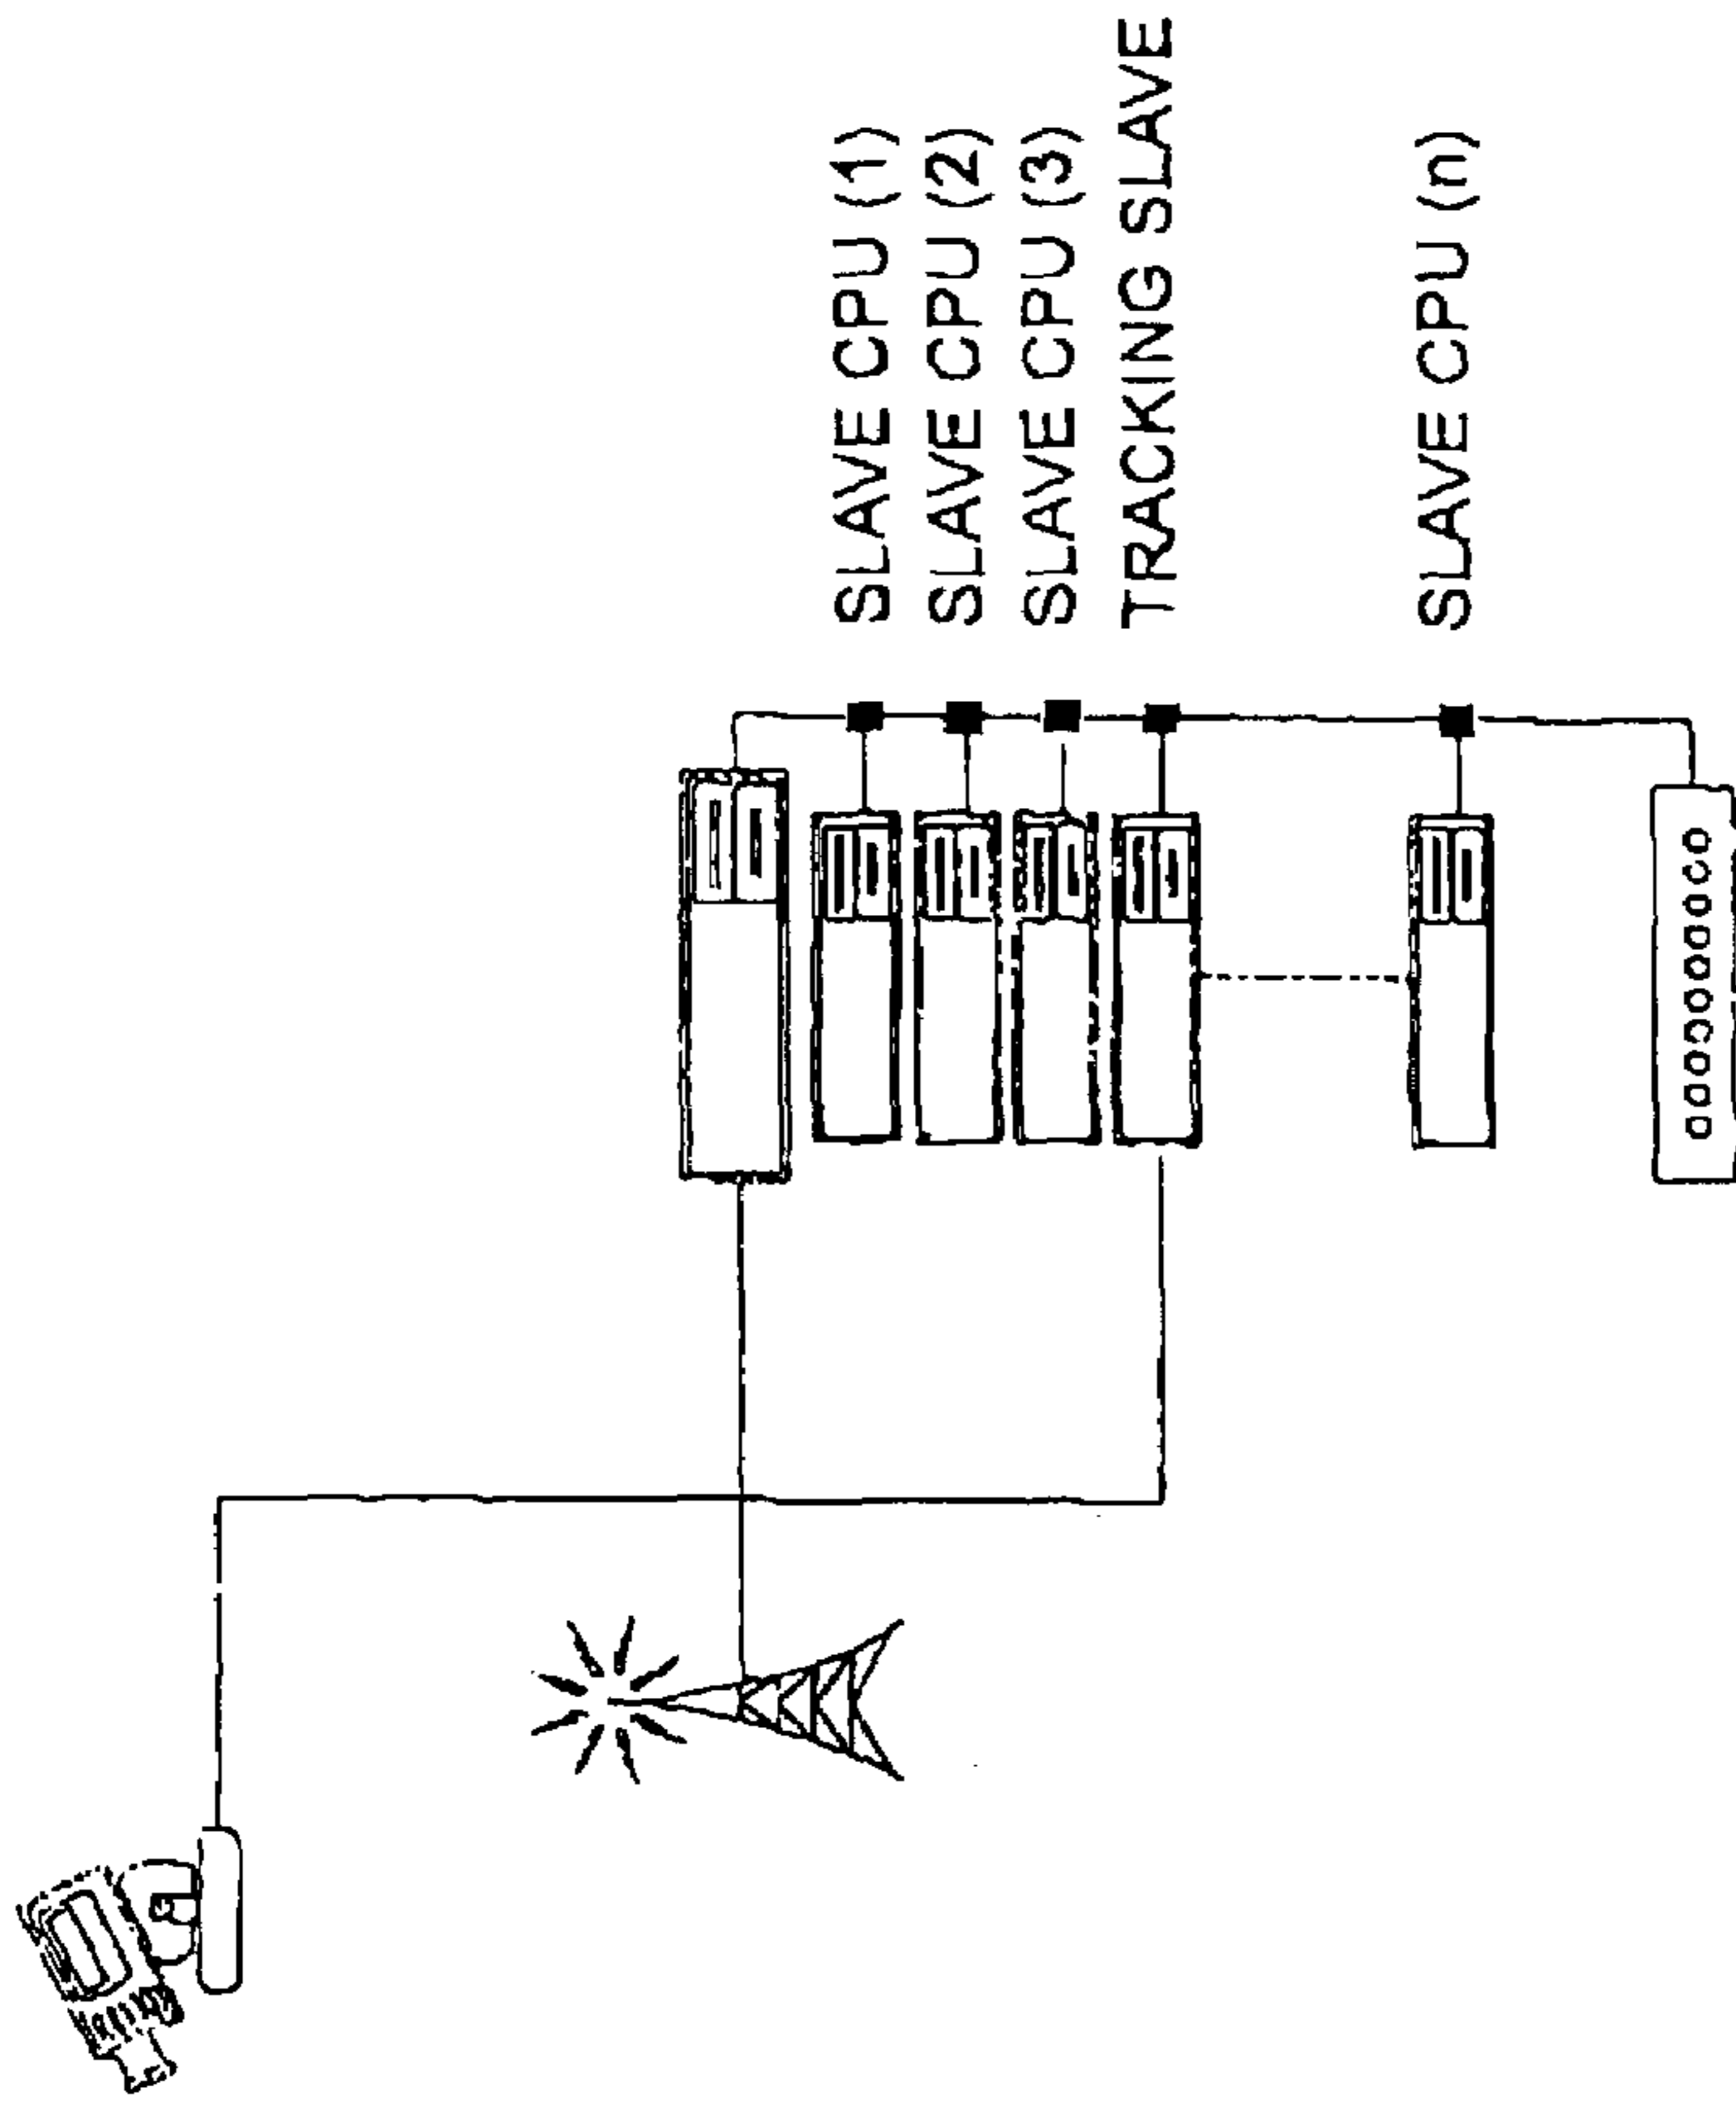 SLAVE CPU (1)
SLAVE CPU (2)
SLAVE CPU (3)
TRACKING SLAVE
SLAVE CPU (n)